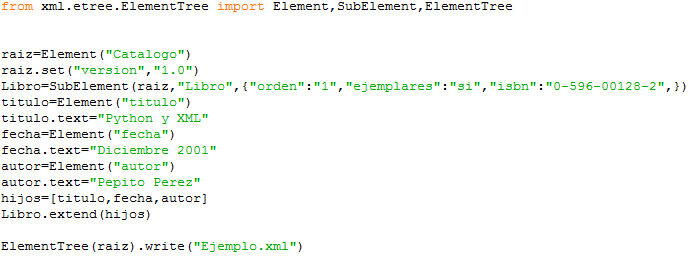 from xml.etree.ElementTree import Element,SubElement,ElementTree
raiz=Element("Catalogo")
raiz.set("version","1.0")
Libro=SubElement(raiz,"Libro",{"orden":"1","ejemplares":"si","isbn":"0-596-00128-2",})
titulo=Element("titulo")
titulo.text="Python y XML"
fecha=Element("fecha")
fecha.text="Diciembre 2001"
autor=Element("autor")
autor.text="Pepito Perez"
hijos=[titulo,fecha,autor]
Libro.extend(hijos)
ElementTree(raiz).write("Ejemplo.xml")